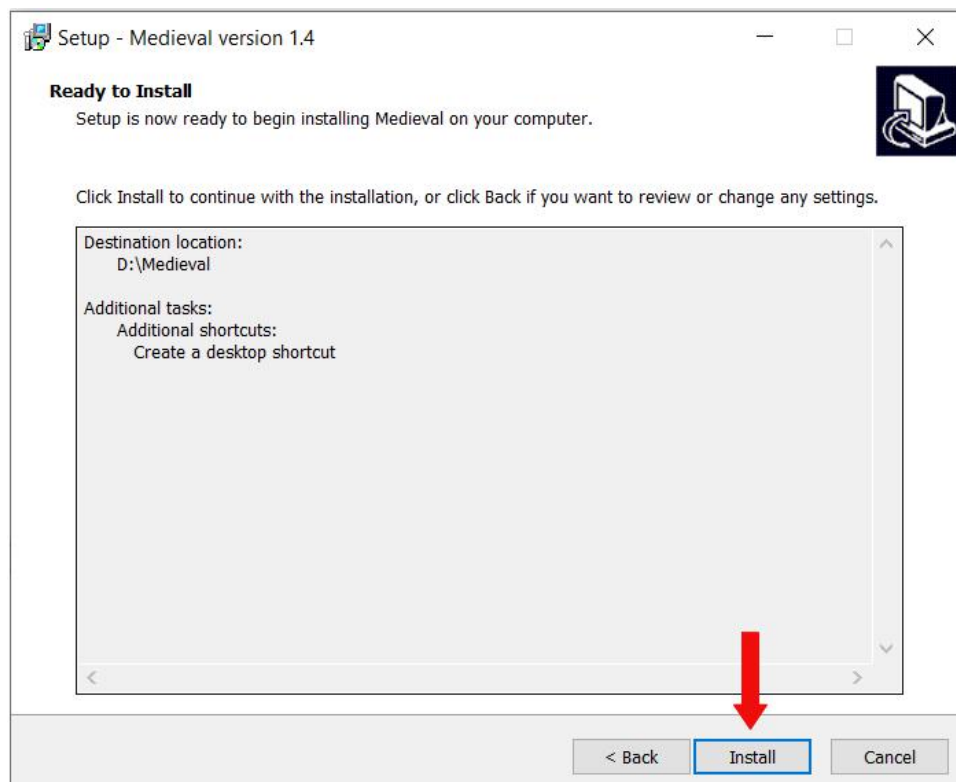 Setup - Medieval version 1.4
Ready to Install
Setup is now ready to begin installing Medieval on your computer.
Click Install to continue with the installation, or click Back if you want to review or change any settings.
Destination location:
D:\Medieval
Additional tasks:
Additional shortcuts:
Create a desktop shortcut
< Back
Install
Cancel